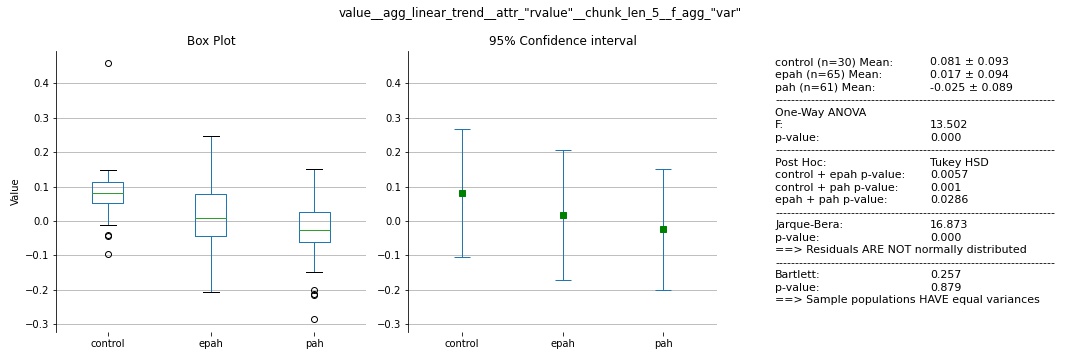 value__agg_linear_trend__attr_"rvalue"__chunk_len_5__f_agg_"var"
Box Plot
Value
0.4
0.3
0.2
0.1
0.0
−0.1
−0.2
−0.3
control epah pah
95% Confidence interval
0.4
0.3
0.2
0.1
0.0
−0.1
−0.2
−0.3
control epah pah
control (n=30) Mean: 0.081 ± 0.093
epah (n=65) Mean: 0.017 ± 0.094
pah (n=61) Mean: -0.025 ± 0.089
One-Way ANOVA
F: 13.502
p-value: 0.000
Post Hoc: Tukey HSD
control + epah p-value: 0.0057
control + pah p-value: 0.001
epah + pah p-value: 0.0286
Jarque-Bera: 16.873
p-value: 0.000
==> Residuals ARE NOT normally distributed
Bartlett: 0.257
p-value: 0.879
==> Sample populations HAVE equal variances